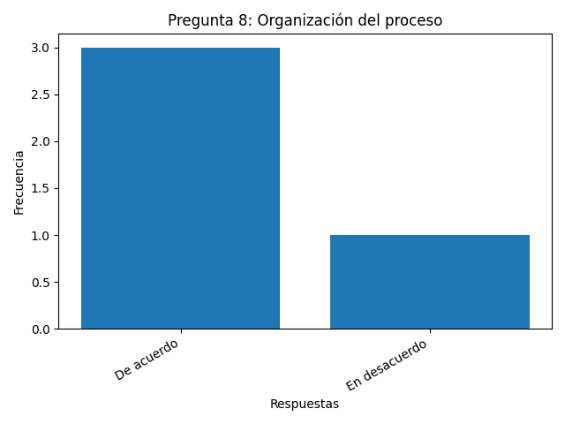 Pregunta 8: Organización del proceso
3.0
2.5
2.0
1.5
1.0
0.5
0.0
Frecuencia
De acuerdo
En desacuerdo
Respuestas